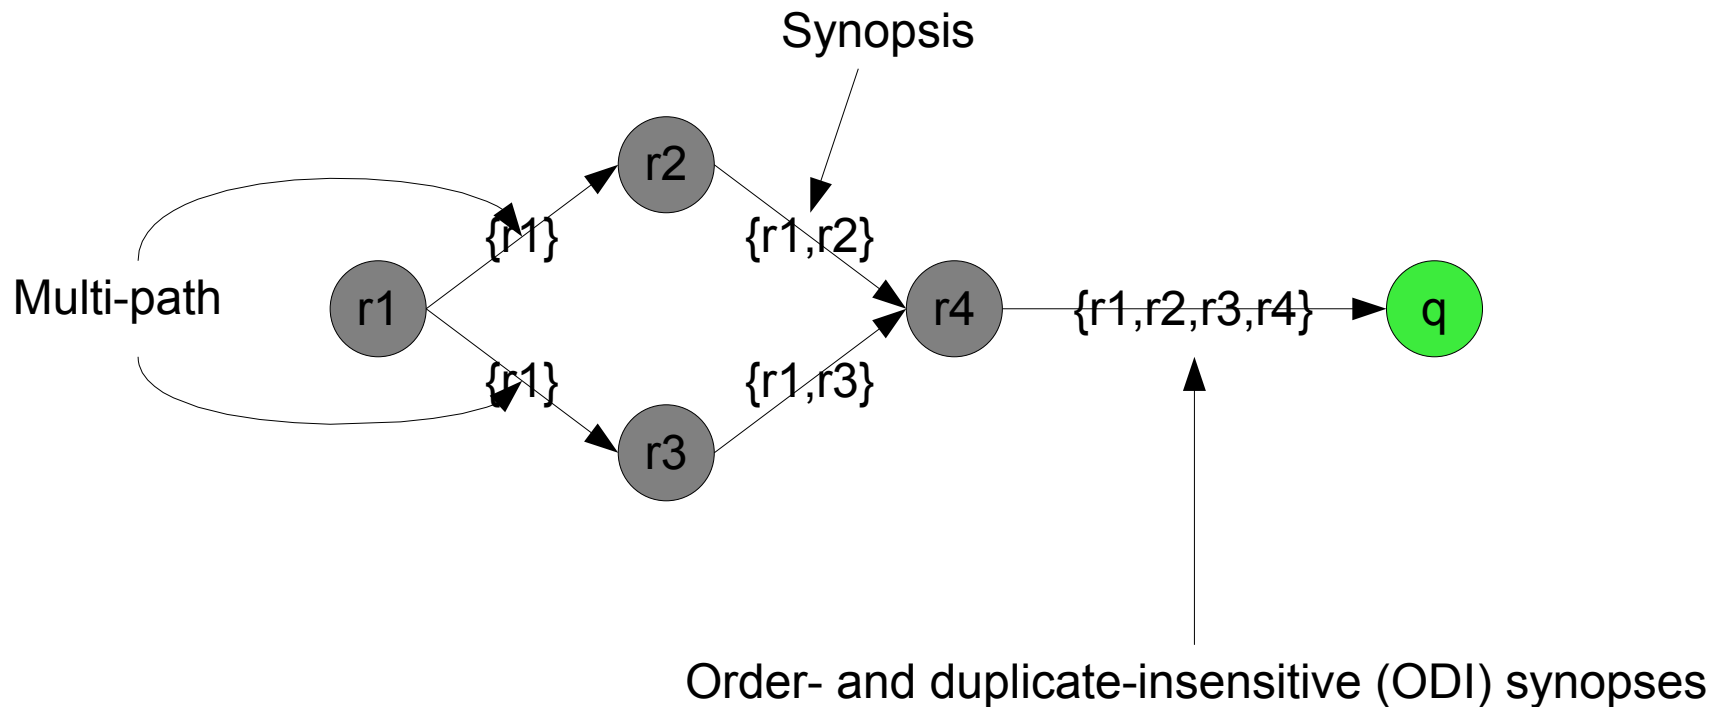 Synopsis
r2
{r1}
{r1,r2}
Multi-path
r1
r4
{r1,r2,r3,r4}
q
{r1}
{r1,r3}
r3
Order- and duplicate-insensitive (ODI) synopses